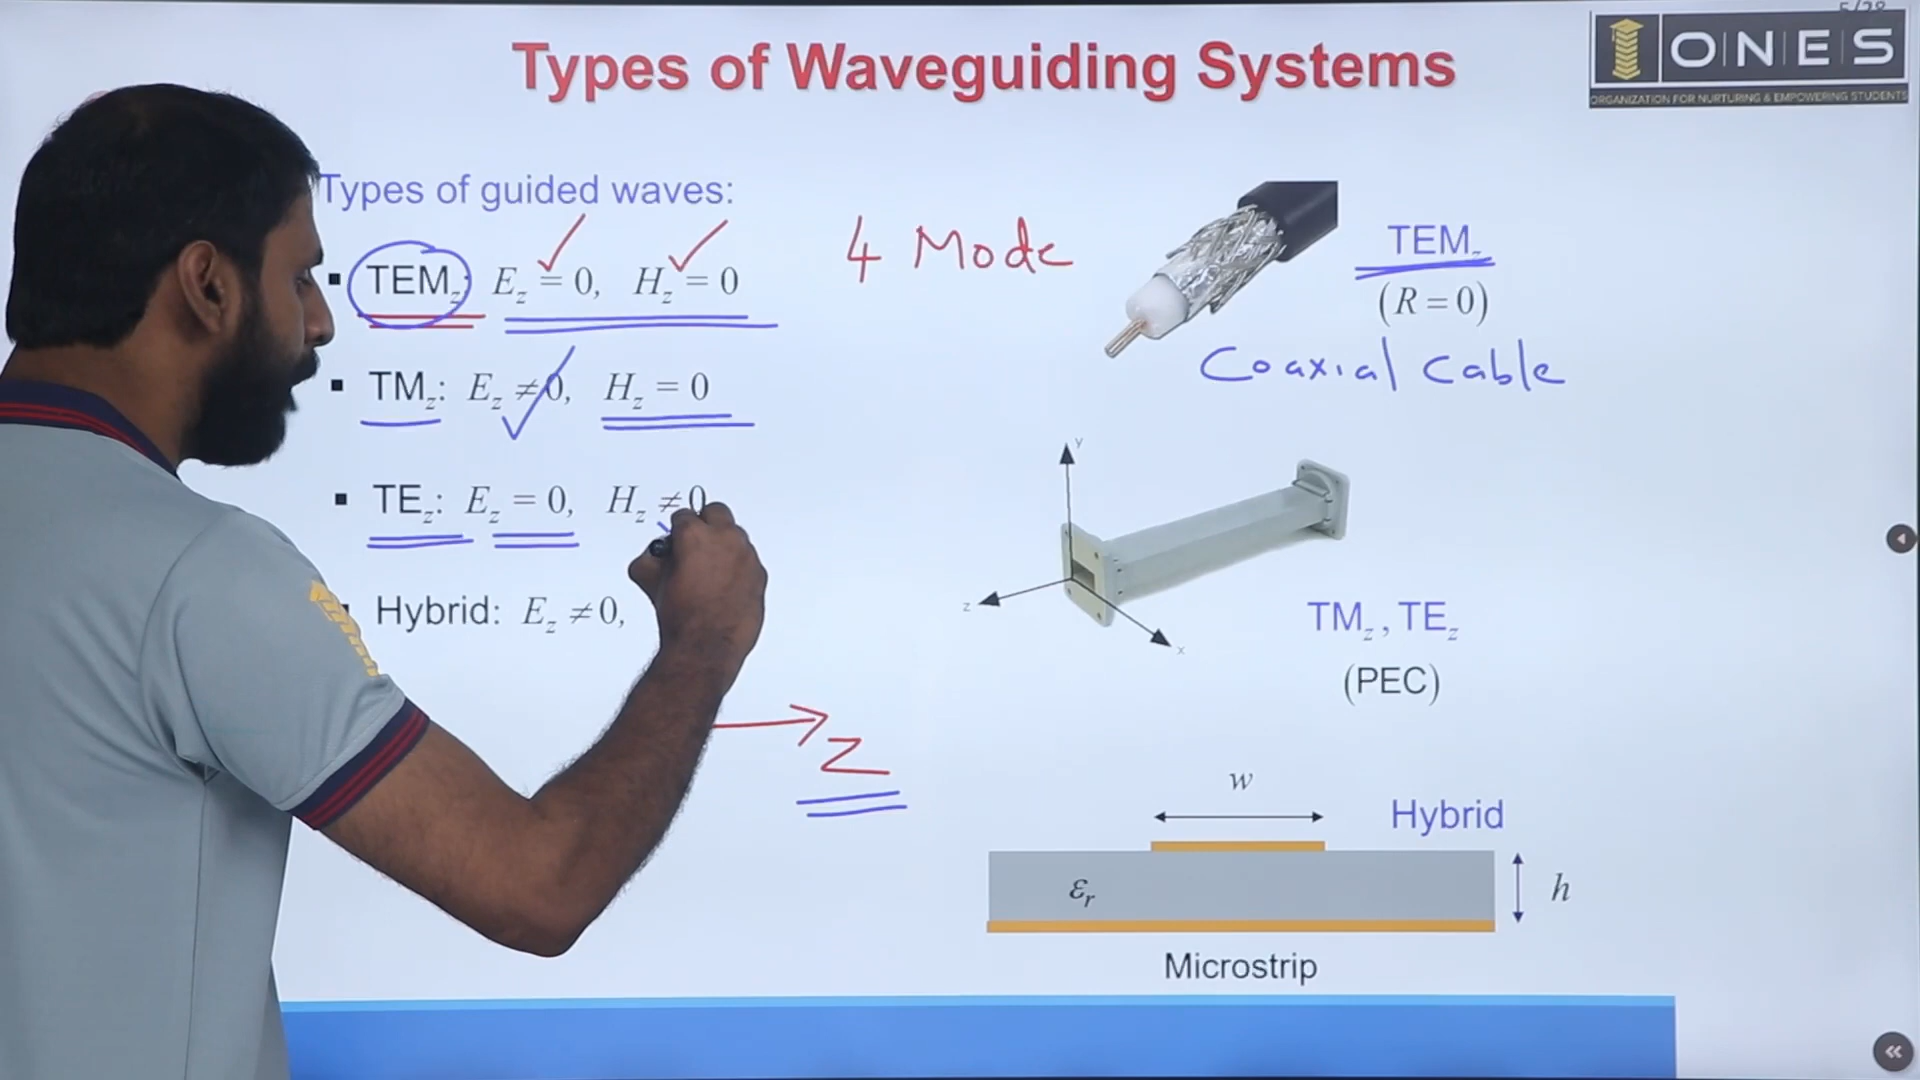 Types of Waveguiding Systems
ONES
ORGANIZATION FOR NURTURING & EMPOWERING STUDENTS
Types of guided waves:
▪ TEM_z: E_z = 0, H_z = 0
▪ TM_z: E_z ≠ 0, H_z = 0
▪ TE_z: E_z = 0, H_z ≠ 0
Hybrid: E_z ≠ 0,
4 Mode
z
TEM_z
(R = 0)
Coaxial Cable
y
z
x
TM_z, TE_z
(PEC)
w
Hybrid
ε_r
h
Microstrip